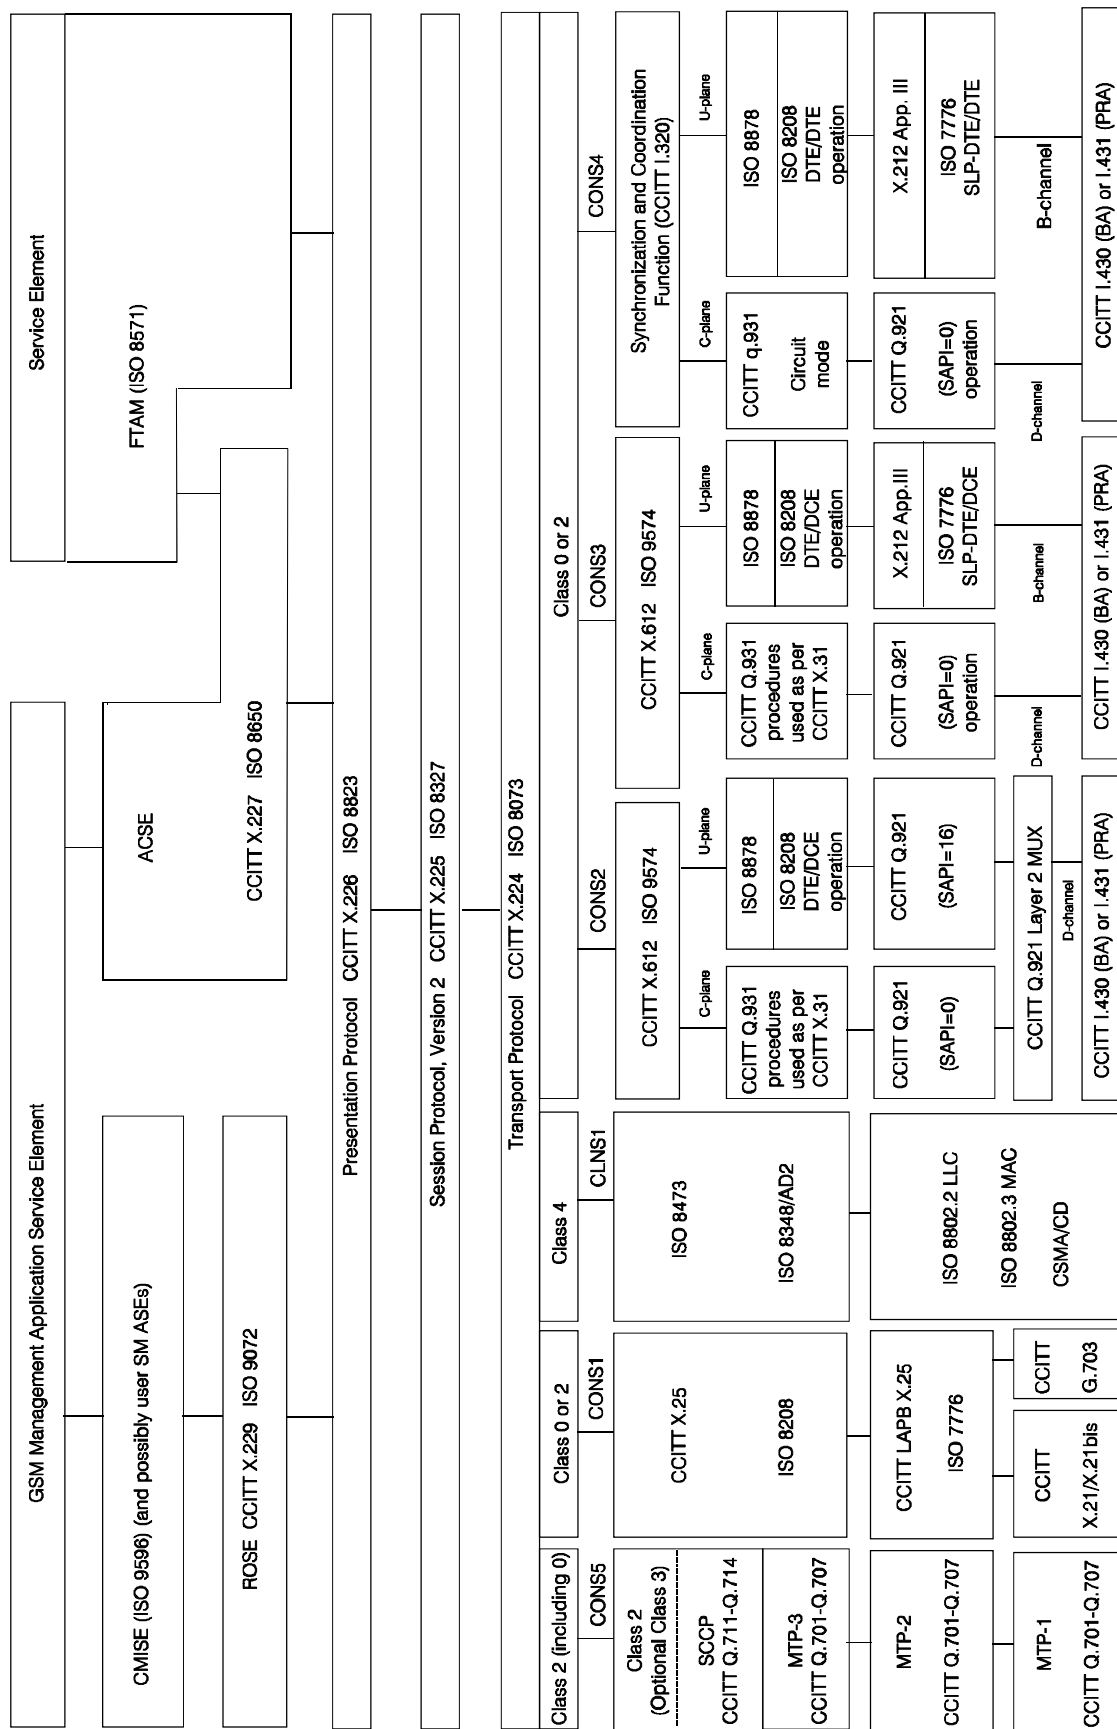 GSM Management Application Service Element
Service Element
CMISE (ISO 9596) (and possibly user SM ASEs)
ROSE CCITT X.229 ISO 9072
ACSE
CCITT X.227 ISO 8650
FTAM (ISO 8571)
Presentation Protocol CCITT X.226 ISO 8823
Session Protocol, Version 2 CCITT X.225 ISO 8327
Transport Protocol CCITT X.224 ISO 8073
Class 2 (including 0)
Class 0 or 2
Class 4
Class 0 or 2
CONS5
CONS1
CLNS1
CONS2
CONS3
CONS4
Class 2
(Optional Class 3)
SCCP
CCITT Q.711-Q.714
MTP-3
CCITT Q.701-Q.707
MTP-2
CCITT Q.701-Q.707
MTP-1
CCITT Q.701-Q.707
CCITT X.25
ISO 8208
CCITT LAPB X.25
ISO 7776
CCITT
X.21/X.21bis
CCITT
G.703
ISO 8473
ISO 8348/AD2
ISO 8802.2 LLC
ISO 8802.3 MAC
CSMA/CD
CCITT X.612 ISO 9574
C-plane
U-plane
CCITT Q.931
procedures
used as per
CCITT X.31
ISO 8878
ISO 8208
DTE/DCE
operation
CCITT Q.921
(SAPI=0)
CCITT Q.921
(SAPI=16)
CCITT Q.921 Layer 2 MUX
D-channel
CCITT I.430 (BA) or I.431 (PRA)
CCITT X.612 ISO 9574
C-plane
U-plane
CCITT Q.931
procedures
used as per
CCITT X.31
ISO 8878
ISO 8208
DTE/DCE
operation
CCITT Q.921
(SAPI=0)
operation
X.212 App.III
ISO 7776
SLP-DTE/DCE
D-channel
B-channel
CCITT I.430 (BA) or I.431 (PRA)
Synchronization and Coordination
Function (CCITT I.320)
C-plane
U-plane
CCITT q.931
Circuit
mode
ISO 8878
ISO 8208
DTE/DTE
operation
CCITT Q.921
(SAPI=0)
operation
X.212 App. III
ISO 7776
SLP-DTE/DTE
D-channel
B-channel
CCITT I.430 (BA) or I.431 (PRA)